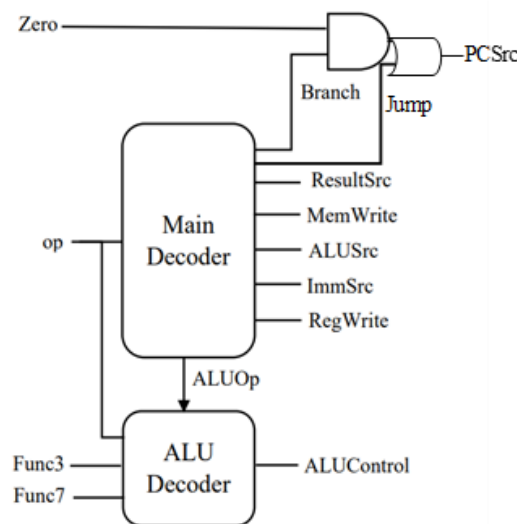 Zero
PCSrc
Branch
Jump
Main
Decoder
op
ResultSrc
MemWrite
ALUSrc
ImmSrc
RegWrite
ALUOp
ALU
Decoder
Func3
Func7
ALUControl